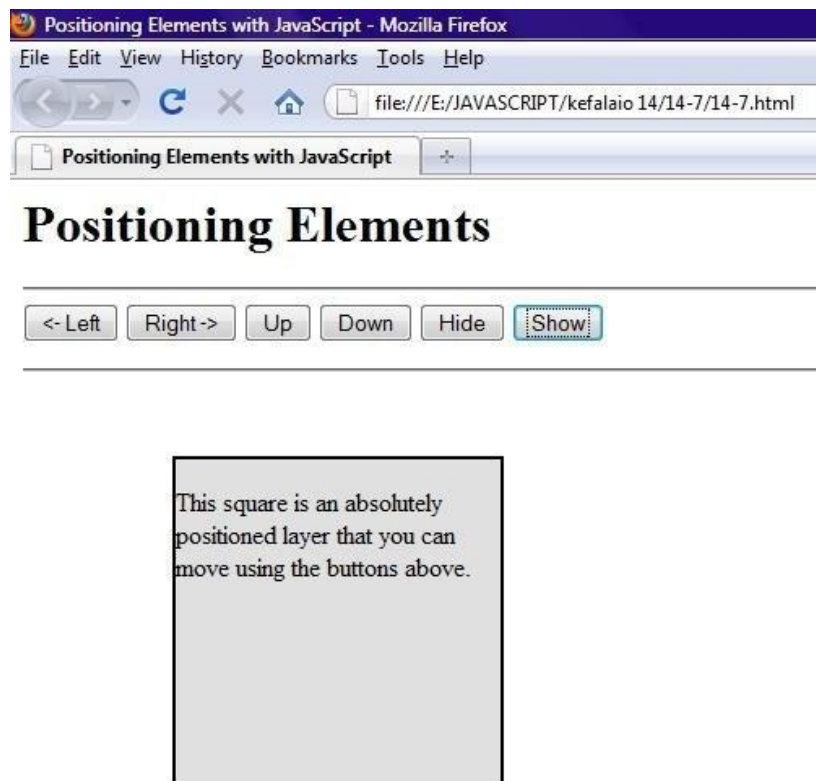 Positioning Elements with JavaScript - Mozilla Firefox
File Edit View History Bookmarks Tools Help
file:///E:/JAVASCRIPT/kefalaio 14/14-7/14-7.html
Positioning Elements with JavaScript
Positioning Elements
<- Left Right -> Up Down Hide Show
This square is an absolutely
positioned layer that you can
move using the buttons above.